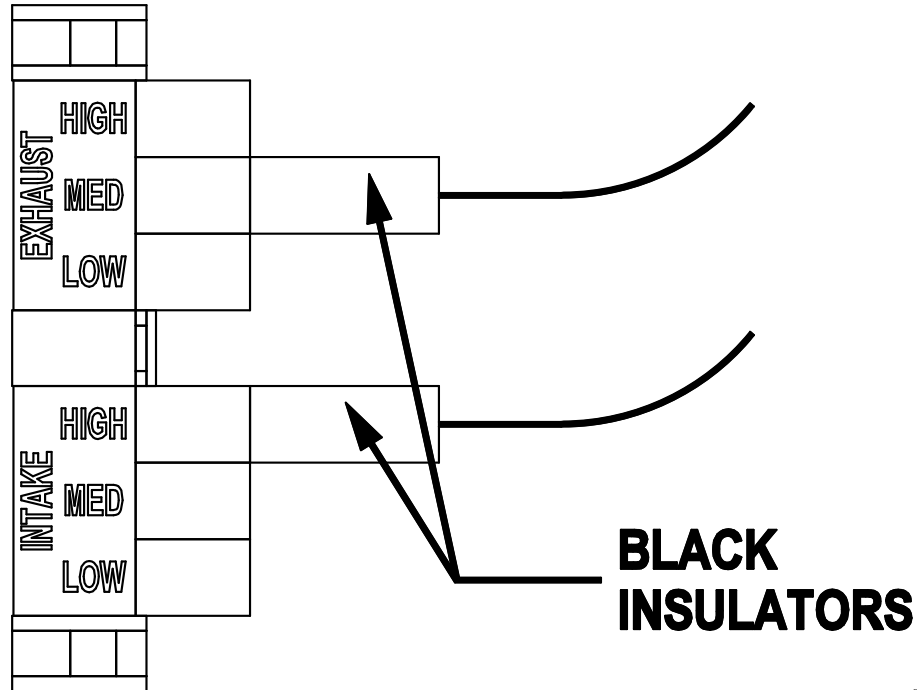 EXHAUST
HIGH
MED
LOW
INTAKE
HIGH
MED
LOW
BLACK
INSULATORS